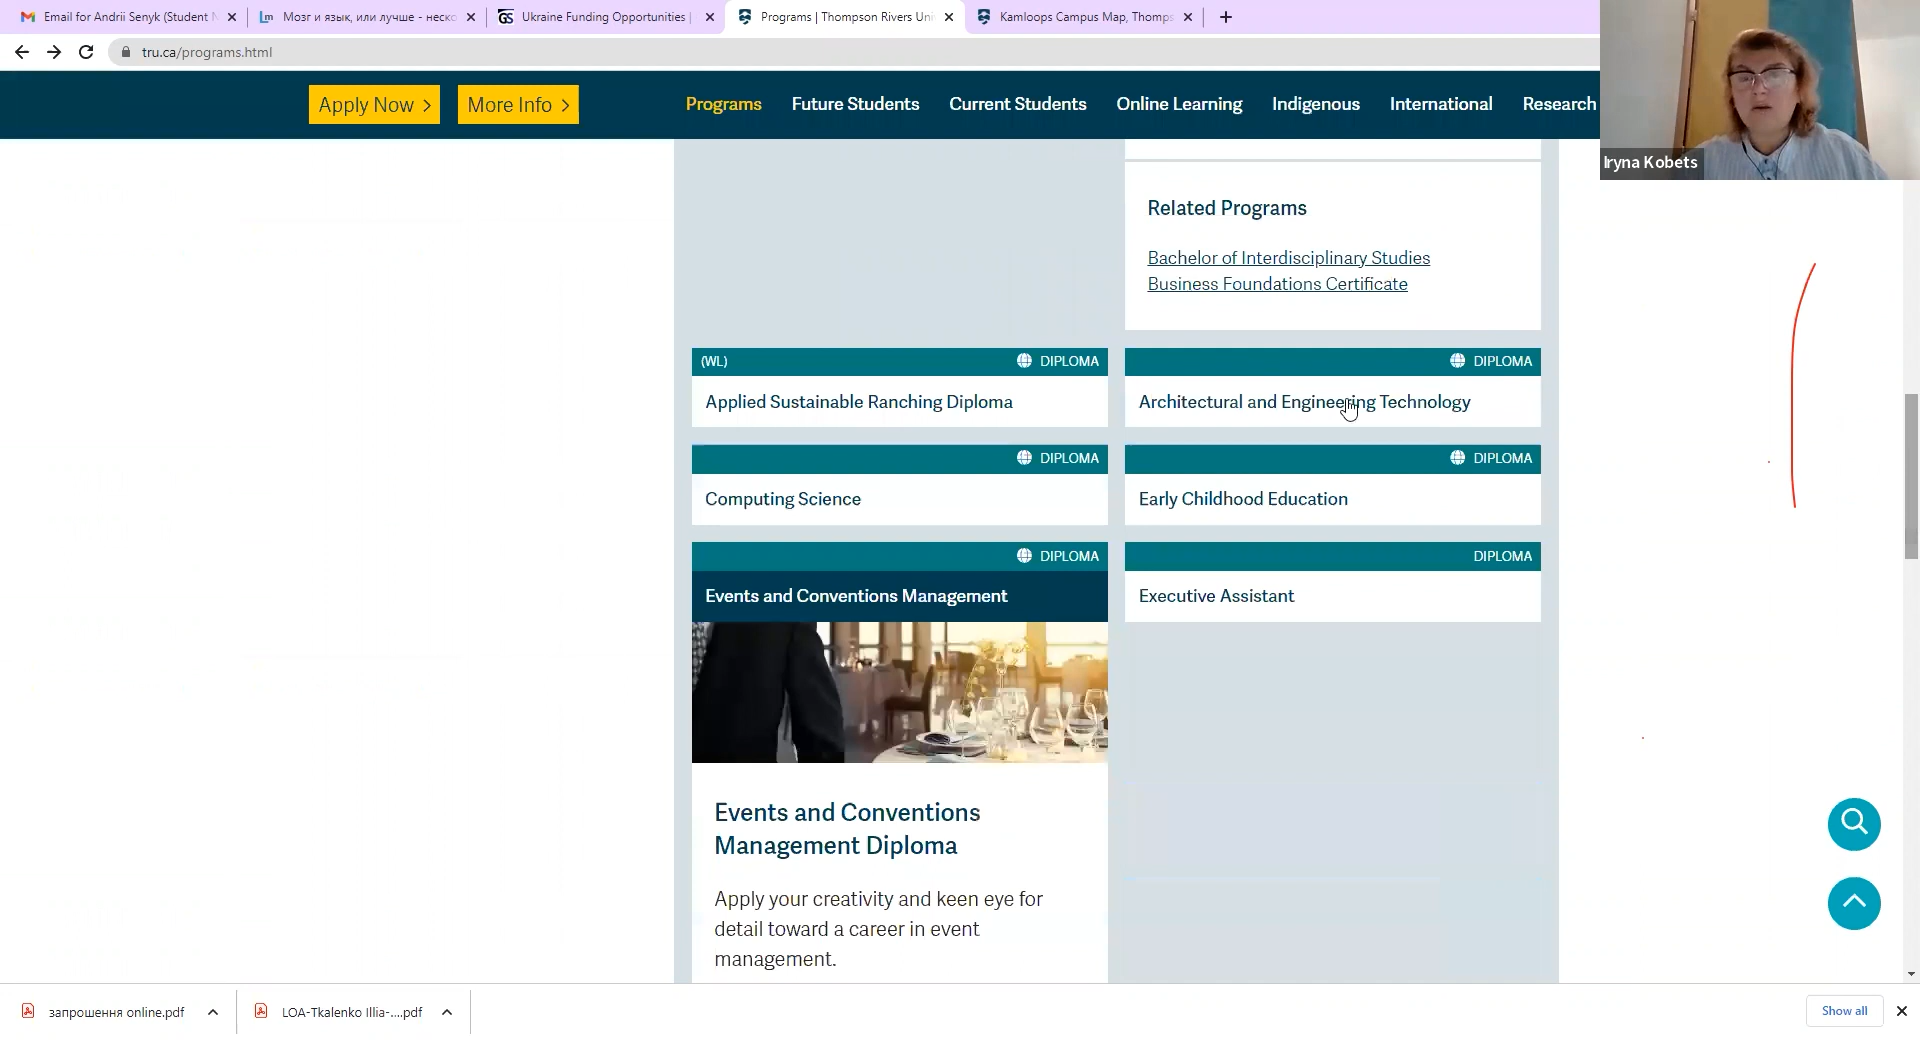 Email for Andrii Senyk (Student N
Мозг и язык, или лучше - неско
Ukraine Funding Opportunities |
Programs | Thompson Rivers Uni
Kamloops Campus Map, Thomps
tru.ca/programs.html
Apply Now
More Info
Programs
Future Students
Current Students
Online Learning
Indigenous
International
Research
Iryna Kobets
Related Programs
Bachelor of Interdisciplinary Studies
Business Foundations Certificate
(WL) DIPLOMA
Applied Sustainable Ranching Diploma
DIPLOMA
Architectural and Engineering Technology
DIPLOMA
Computing Science
DIPLOMA
Early Childhood Education
DIPLOMA
Events and Conventions Management
DIPLOMA
Executive Assistant
Events and Conventions
Management Diploma
Apply your creativity and keen eye for
detail toward a career in event
management.
запрошення online.pdf
LOA-Tkalenko Illia-....pdf
Show all